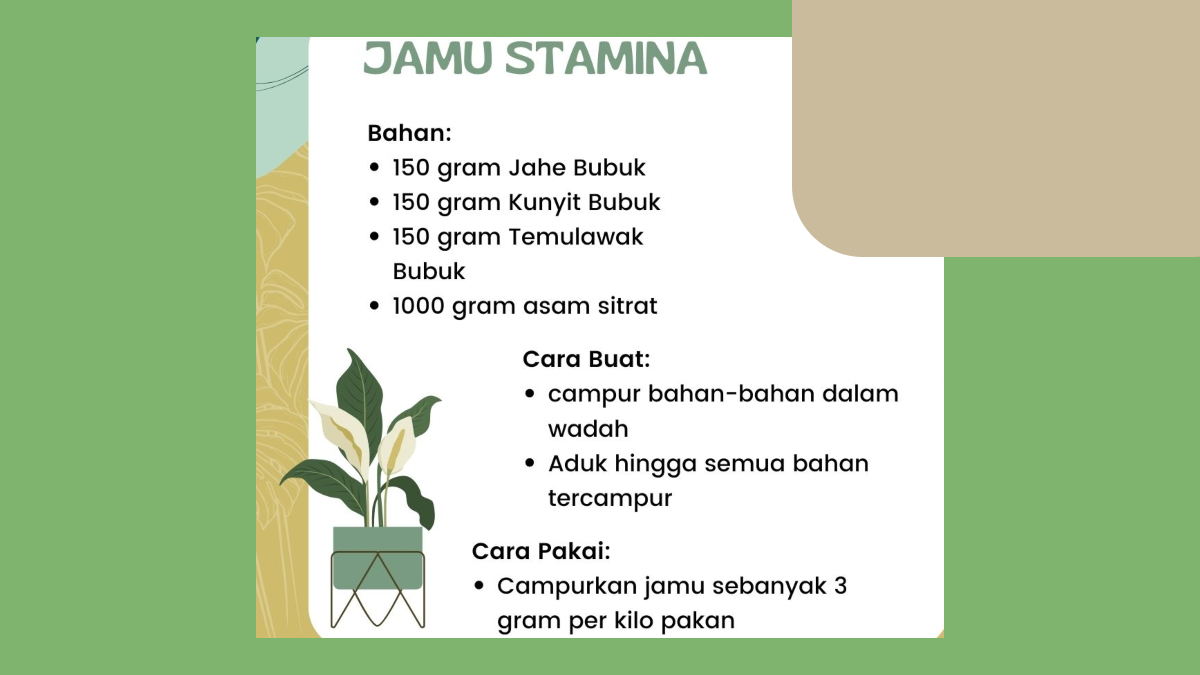 JAMU STAMINA
Bahan:
• 150 gram Jahe Bubuk
• 150 gram Kunyit Bubuk
• 150 gram Temulawak
Bubuk
• 1000 gram asam sitrat
Cara Buat:
• campur bahan-bahan dalam
wadah
• Aduk hingga semua bahan
tercampur
Cara Pakai:
• Campurkan jamu sebanyak 3
gram per kilo pakan